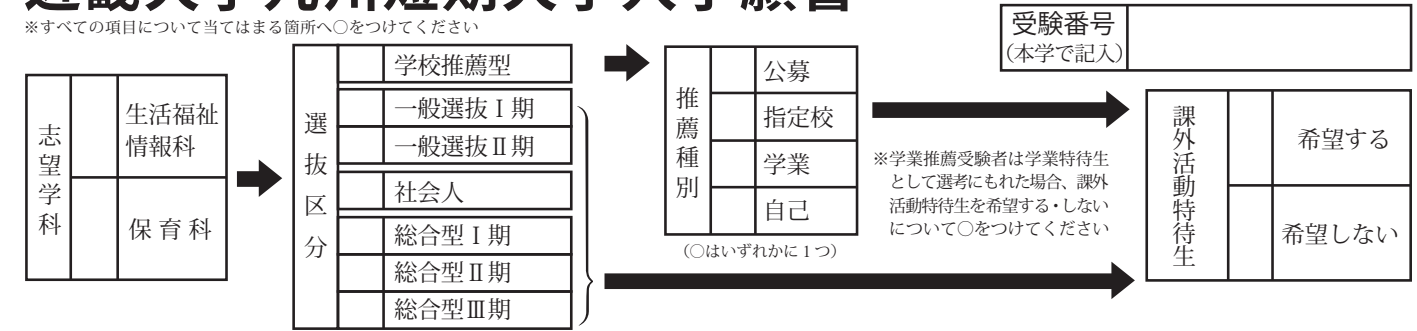 近畿大学九州短期大学入学願書
※すべての項目について当てはまる箇所へ○をつけてください
受験番号
(本学で記入)
志望学科
生活福祉
情報科
保育科
選抜区分
学校推薦型
一般選抜Ⅰ期
一般選抜Ⅱ期
社会人
総合型Ⅰ期
総合型Ⅱ期
総合型Ⅲ期
推薦種別
公募
指定校
学業
自己
(○はいずれかに1つ)
※学業推薦受験者は学業特待生
として選考にもれた場合、課外
活動特待生を希望する・しない
について○をつけてください
課外活動特待生
希望する
希望しない